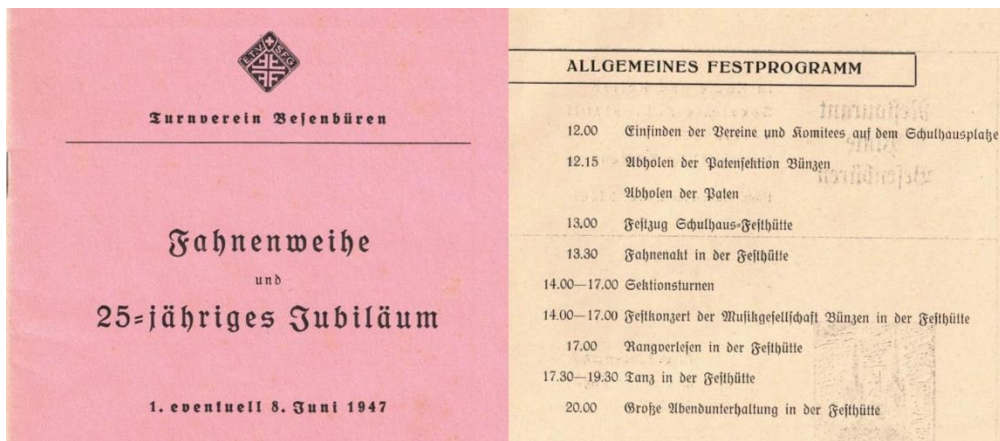 ETV SFG
Turnverein Besenbüren
Fahnenweihe
und
25-jähriges Jubiläum
1. eventuell 8. Juni 1947
ALLGEMEINES FESTPROGRAMM
12.00 Einfinden der Vereine und Komitees auf dem Schulhausplatze
12.15 Abholen der Patensektion Bünzen
Abholen der Paten
13.00 Festzug Schulhaus-Festhütte
13.30 Fahnenakt in der Festhütte
14.00—17.00 Sektionsturnen
14.00—17.00 Festkonzert der Musikgesellschaft Bünzen in der Festhütte
17.00 Rangverlesen in der Festhütte
17.30—19.30 Tanz in der Festhütte
20.00 Große Abendunterhaltung in der Festhütte